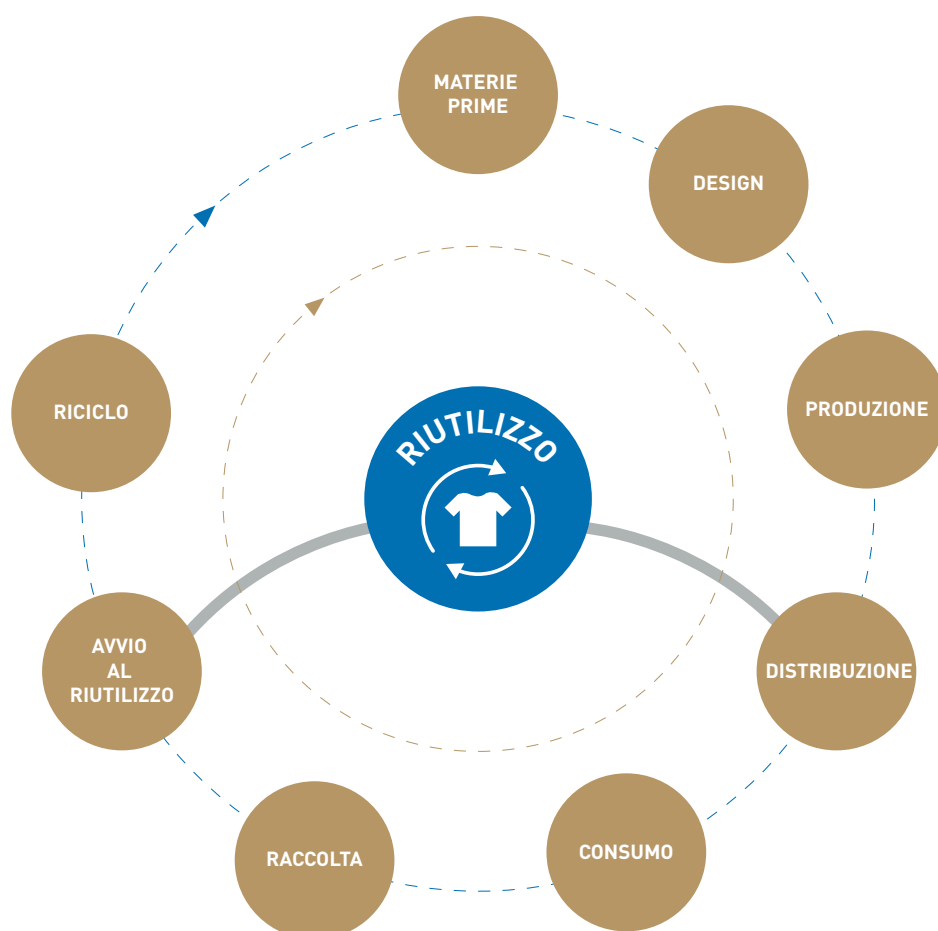 MATERIE
PRIME
DESIGN
PRODUZIONE
DISTRIBUZIONE
CONSUMO
RACCOLTA
AVVIO
AL
RIUTILIZZO
RICICLO
RIUTILIZZO